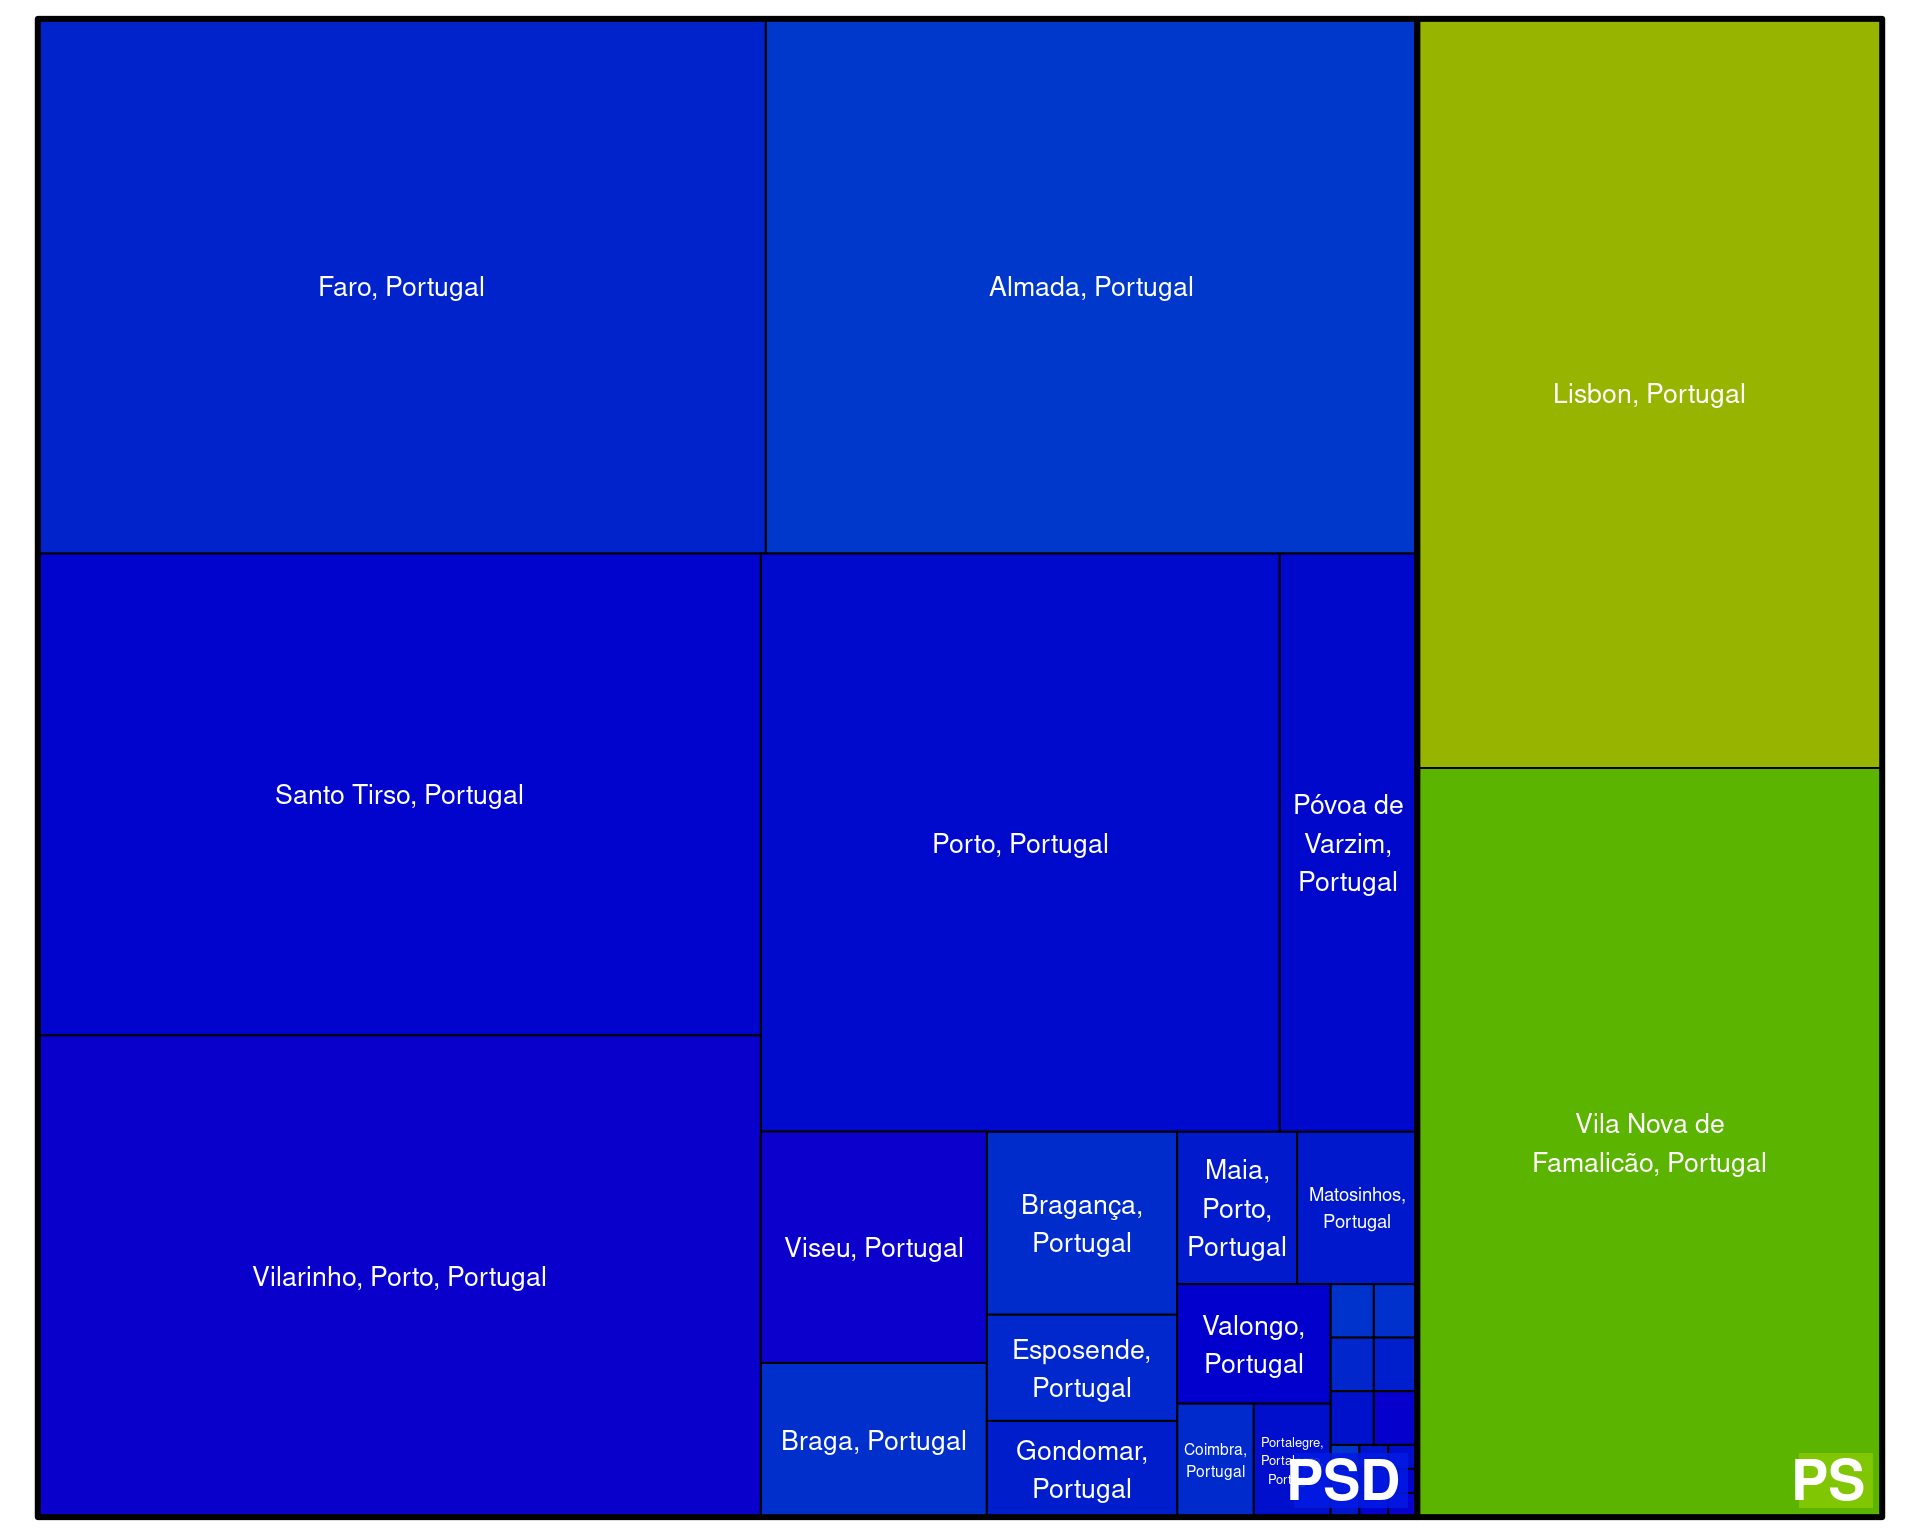 Faro, Portugal
Almada, Portugal
Lisbon, Portugal
Santo Tirso, Portugal
Porto, Portugal
Póvoa de
Varzim,
Portugal
Vila Nova de
Famalicão, Portugal
Vilarinho, Porto, Portugal
Viseu, Portugal
Bragança,
Portugal
Maia,
Porto,
Portugal
Matosinhos,
Portugal
Valongo,
Portugal
Esposende,
Portugal
Braga, Portugal
Gondomar,
Portugal
Coimbra,
Portugal
Portalegre,
PSD
PS